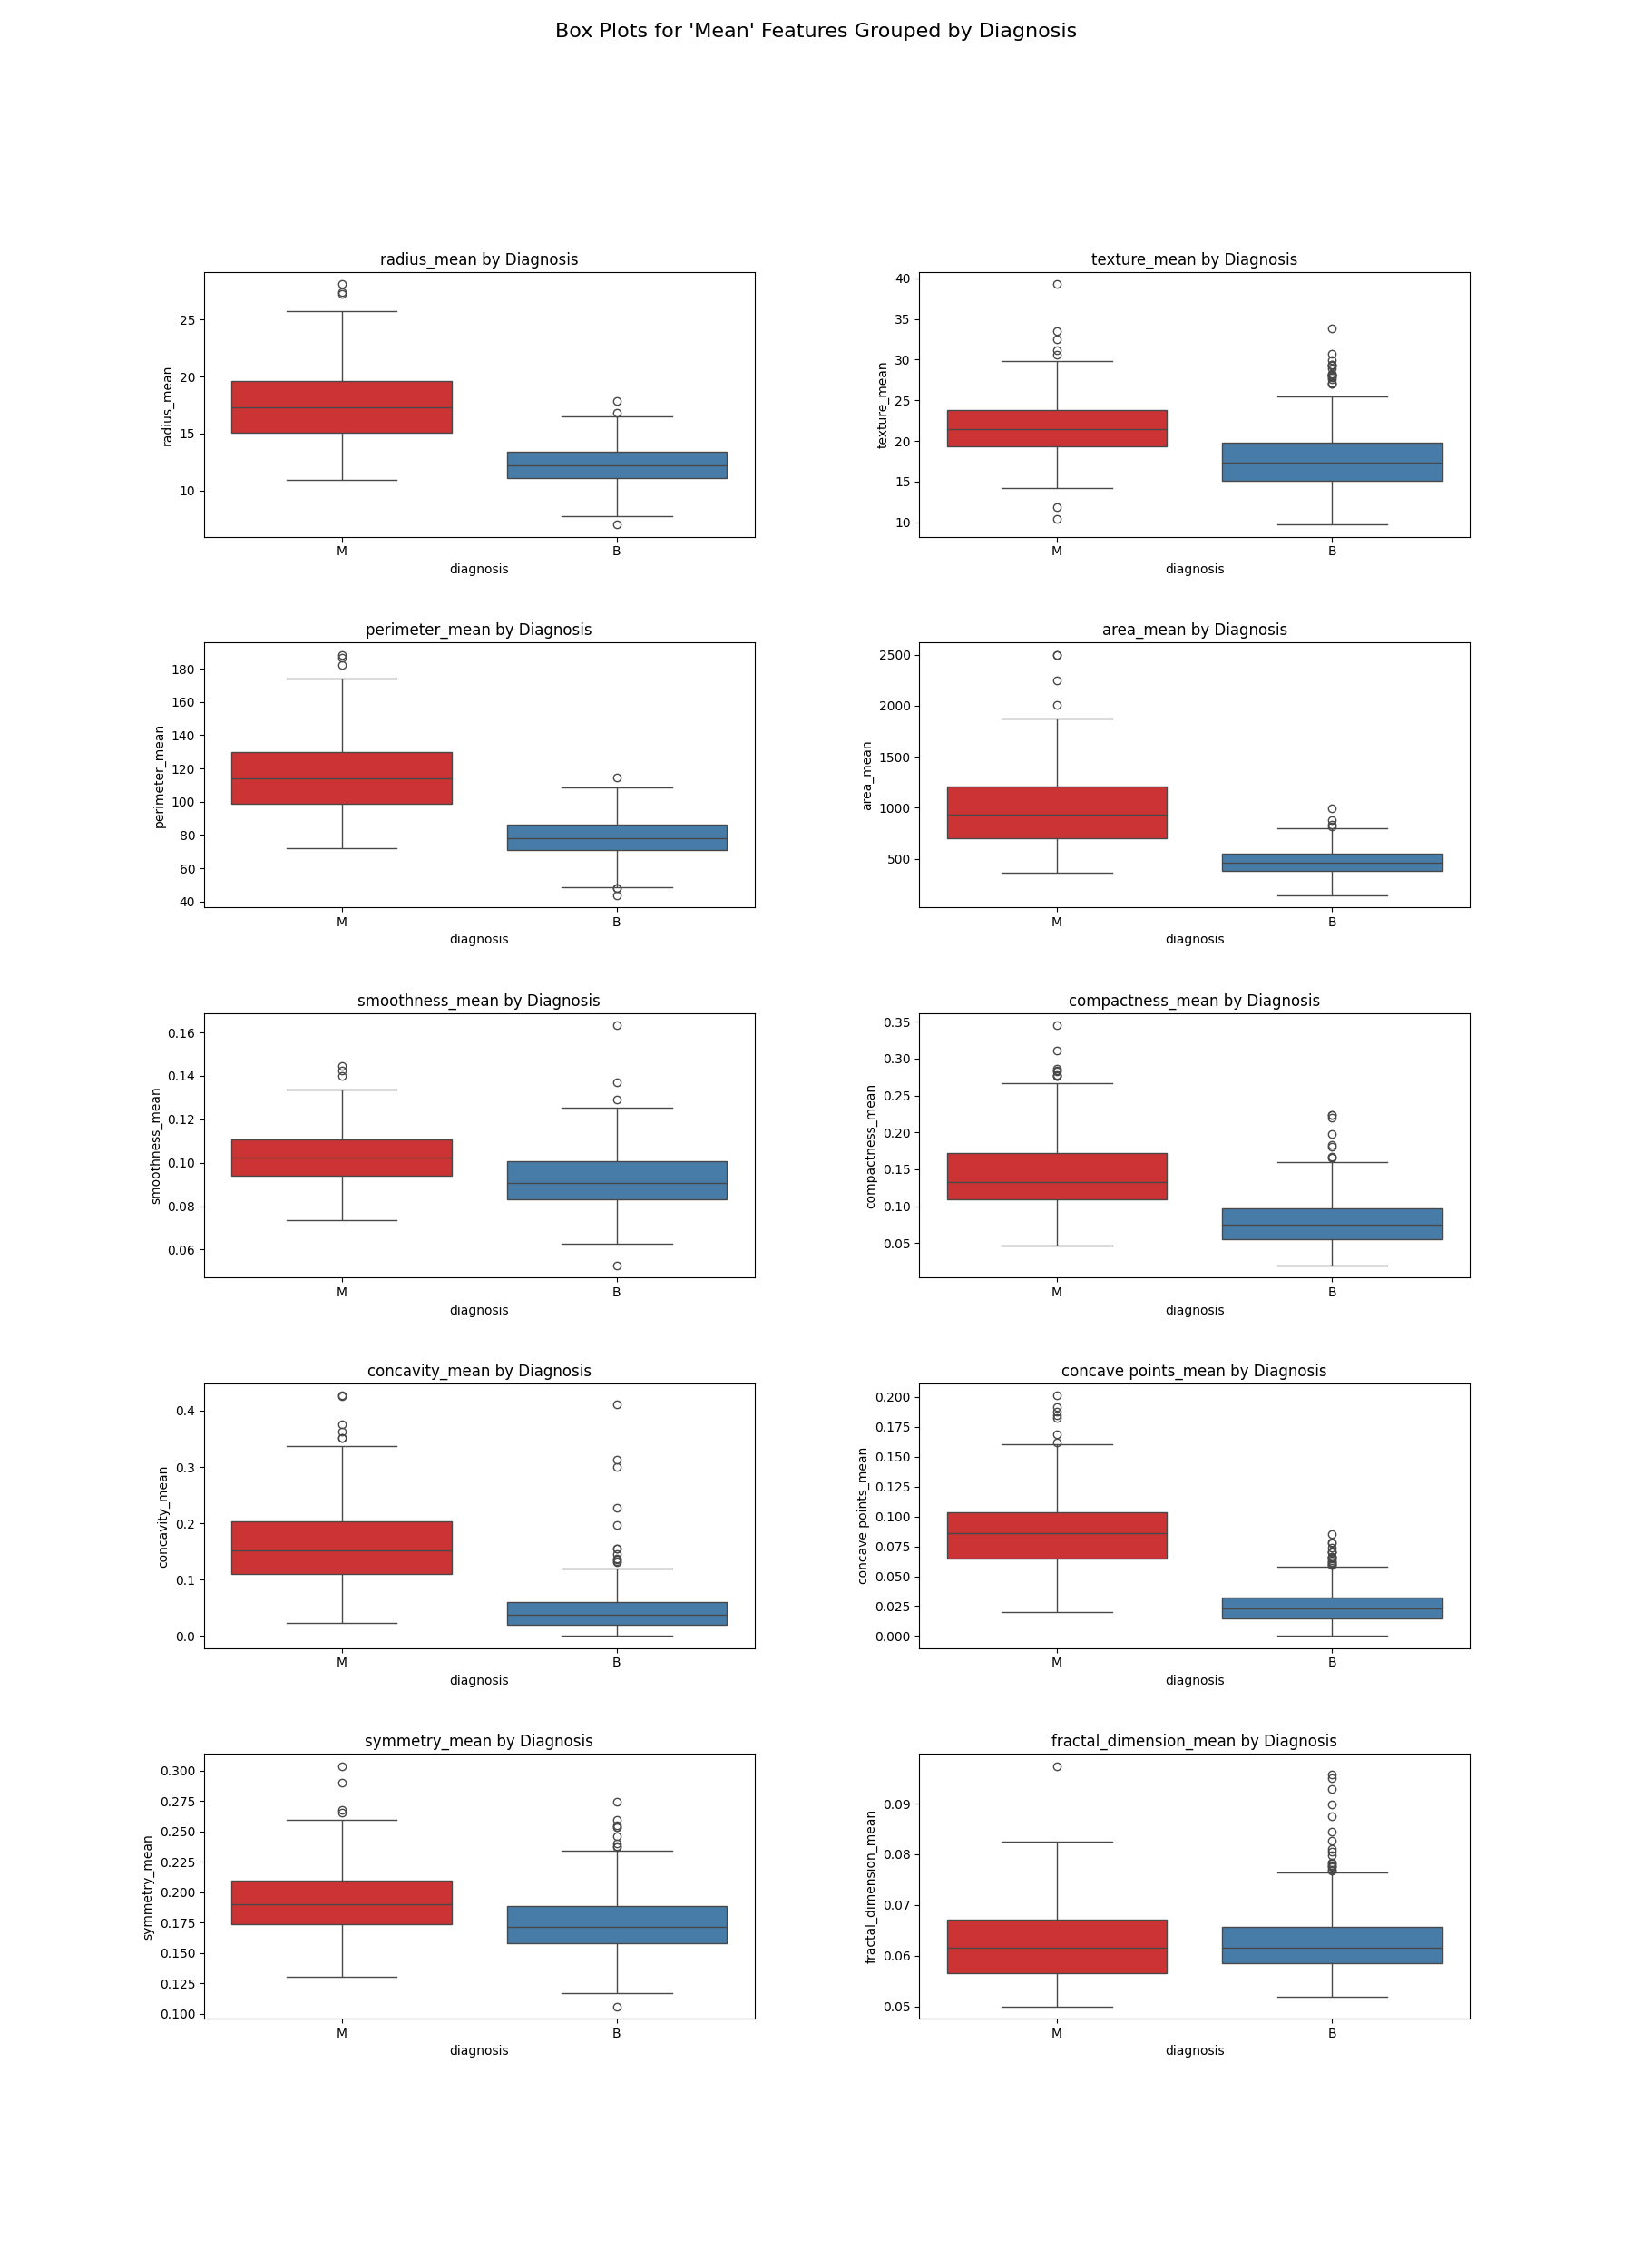 Box Plots for 'Mean' Features Grouped by Diagnosis
radius_mean by Diagnosis
radius_mean
25
20
15
10
M
B
diagnosis
texture_mean by Diagnosis
texture_mean
40
35
30
25
20
15
10
M
B
diagnosis
perimeter_mean by Diagnosis
perimeter_mean
180
160
140
120
100
80
60
40
M
B
diagnosis
area_mean by Diagnosis
area_mean
2500
2000
1500
1000
500
M
B
diagnosis
smoothness_mean by Diagnosis
smoothness_mean
0.16
0.14
0.12
0.10
0.08
0.06
M
B
diagnosis
compactness_mean by Diagnosis
compactness_mean
0.35
0.30
0.25
0.20
0.15
0.10
0.05
M
B
diagnosis
concavity_mean by Diagnosis
concavity_mean
0.4
0.3
0.2
0.1
0.0
M
B
diagnosis
concave points_mean by Diagnosis
concave points_mean
0.200
0.175
0.150
0.125
0.100
0.075
0.050
0.025
0.000
M
B
diagnosis
symmetry_mean by Diagnosis
symmetry_mean
0.300
0.275
0.250
0.225
0.200
0.175
0.150
0.125
0.100
M
B
diagnosis
fractal_dimension_mean by Diagnosis
fractal_dimension_mean
0.09
0.08
0.07
0.06
0.05
M
B
diagnosis